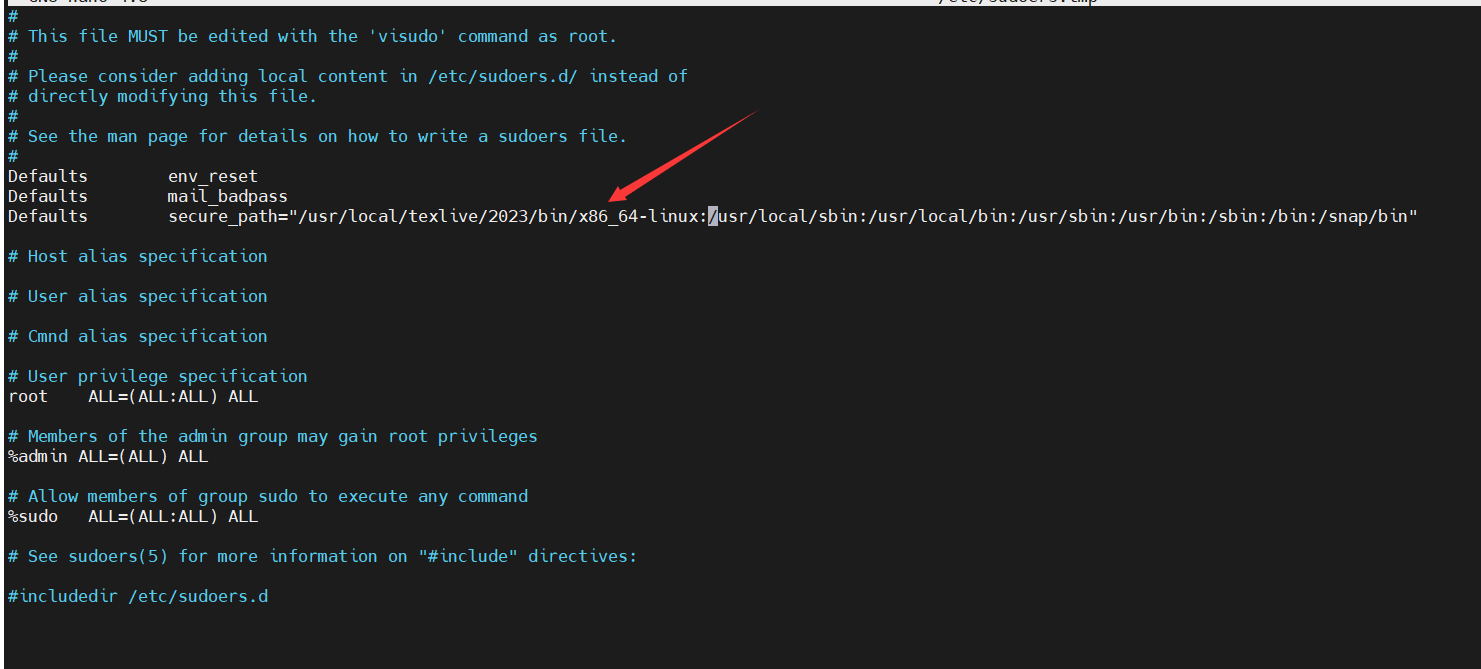 #
# This file MUST be edited with the 'visudo' command as root.
#
# Please consider adding local content in /etc/sudoers.d/ instead of
# directly modifying this file.
#
# See the man page for details on how to write a sudoers file.
#
Defaults        env_reset
Defaults        mail_badpass
Defaults        secure_path="/usr/local/texlive/2023/bin/x86_64-linux:/usr/local/sbin:/usr/local/bin:/usr/sbin:/usr/bin:/sbin:/bin:/snap/bin"
# Host alias specification
# User alias specification
# Cmnd alias specification
# User privilege specification
root    ALL=(ALL:ALL) ALL
# Members of the admin group may gain root privileges
%admin ALL=(ALL) ALL
# Allow members of group sudo to execute any command
%sudo   ALL=(ALL:ALL) ALL
# See sudoers(5) for more information on "#include" directives:
#includedir /etc/sudoers.d